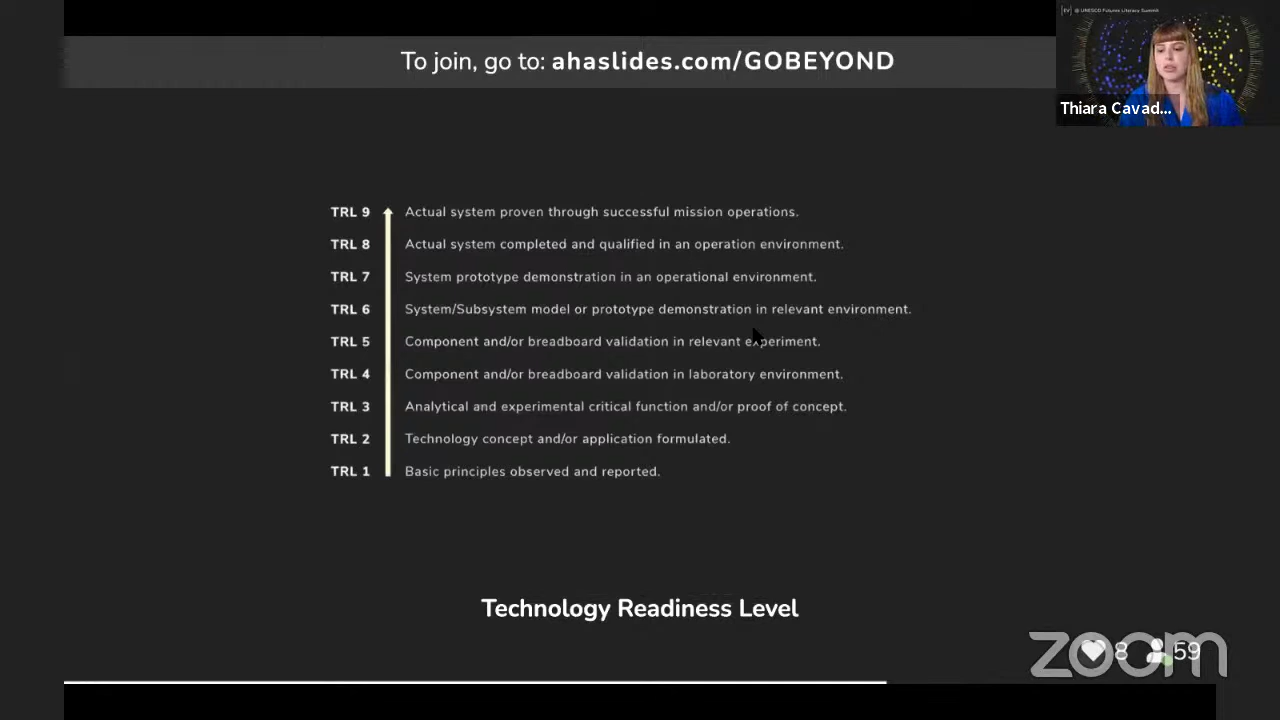 [EY] @ UNESCO Futures Literacy Summit
To join, go to: ahaslides.com/GOBEYOND
Thiara Cavad...
TRL 9 Actual system proven through successful mission operations.
TRL 8 Actual system completed and qualified in an operation environment.
TRL 7 System prototype demonstration in an operational environment.
TRL 6 System/Subsystem model or prototype demonstration in relevant environment.
TRL 5 Component and/or breadboard validation in relevant experiment.
TRL 4 Component and/or breadboard validation in laboratory environment.
TRL 3 Analytical and experimental critical function and/or proof of concept.
TRL 2 Technology concept and/or application formulated.
TRL 1 Basic principles observed and reported.
Technology Readiness Level
8 59
zoom